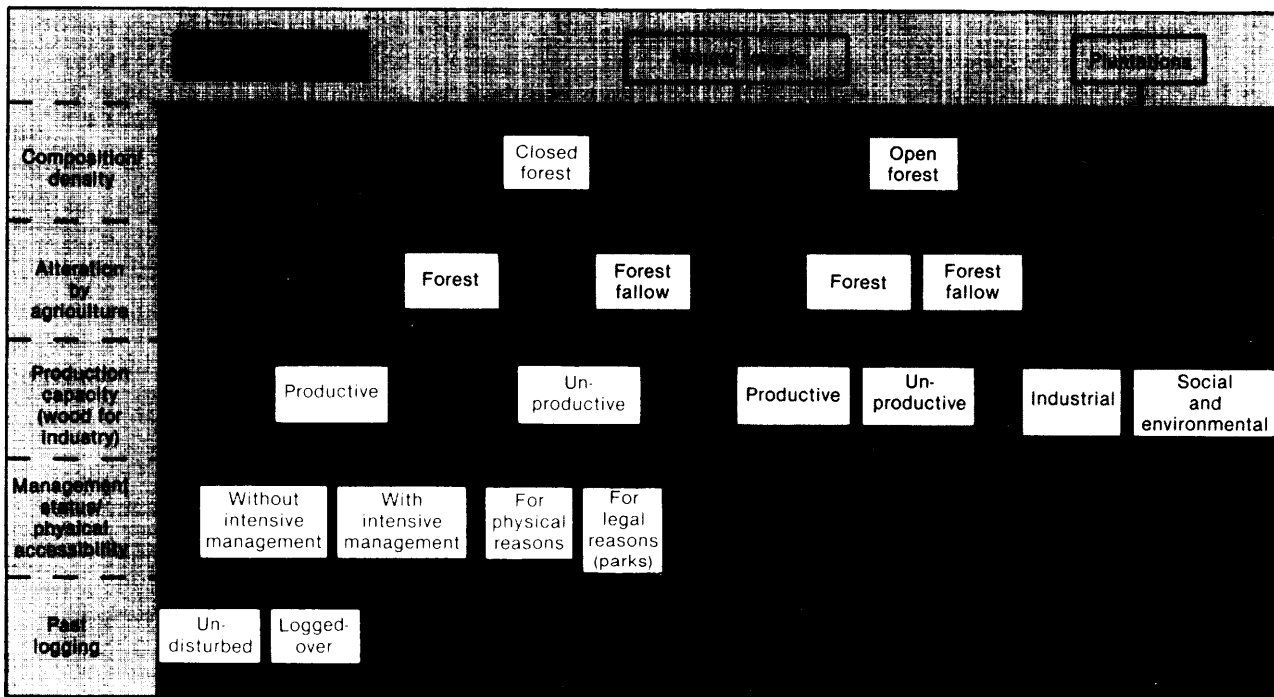 Natural forests
Plantations
Composition/
density
Closed
forest
Open
forest
Alteration
by
agriculture
Forest
Forest
fallow
Forest
Forest
fallow
Production
capacity
(wood for
industry)
Productive
Un-
productive
Productive
Un-
productive
Industrial
Social
and
environmental
Management
status/
physical
accessibility
Without
intensive
management
With
intensive
management
For
physical
reasons
For
legal
reasons
(parks)
Past
logging
Un-
disturbed
Logged-
over